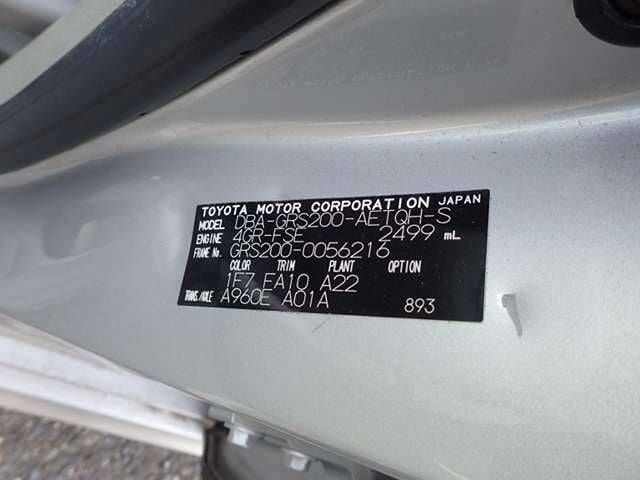 TOYOTA MOTOR CORPORATION JAPAN
MODEL DBA-GRS200-AETQH-S
ENGINE 4GR-FSE 2499 mL
FRAME No. GRS200-0056216
COLOR TRIM PLANT OPTION
1F7 FA10 A22
TRANS./AXLE A960E A01A 893